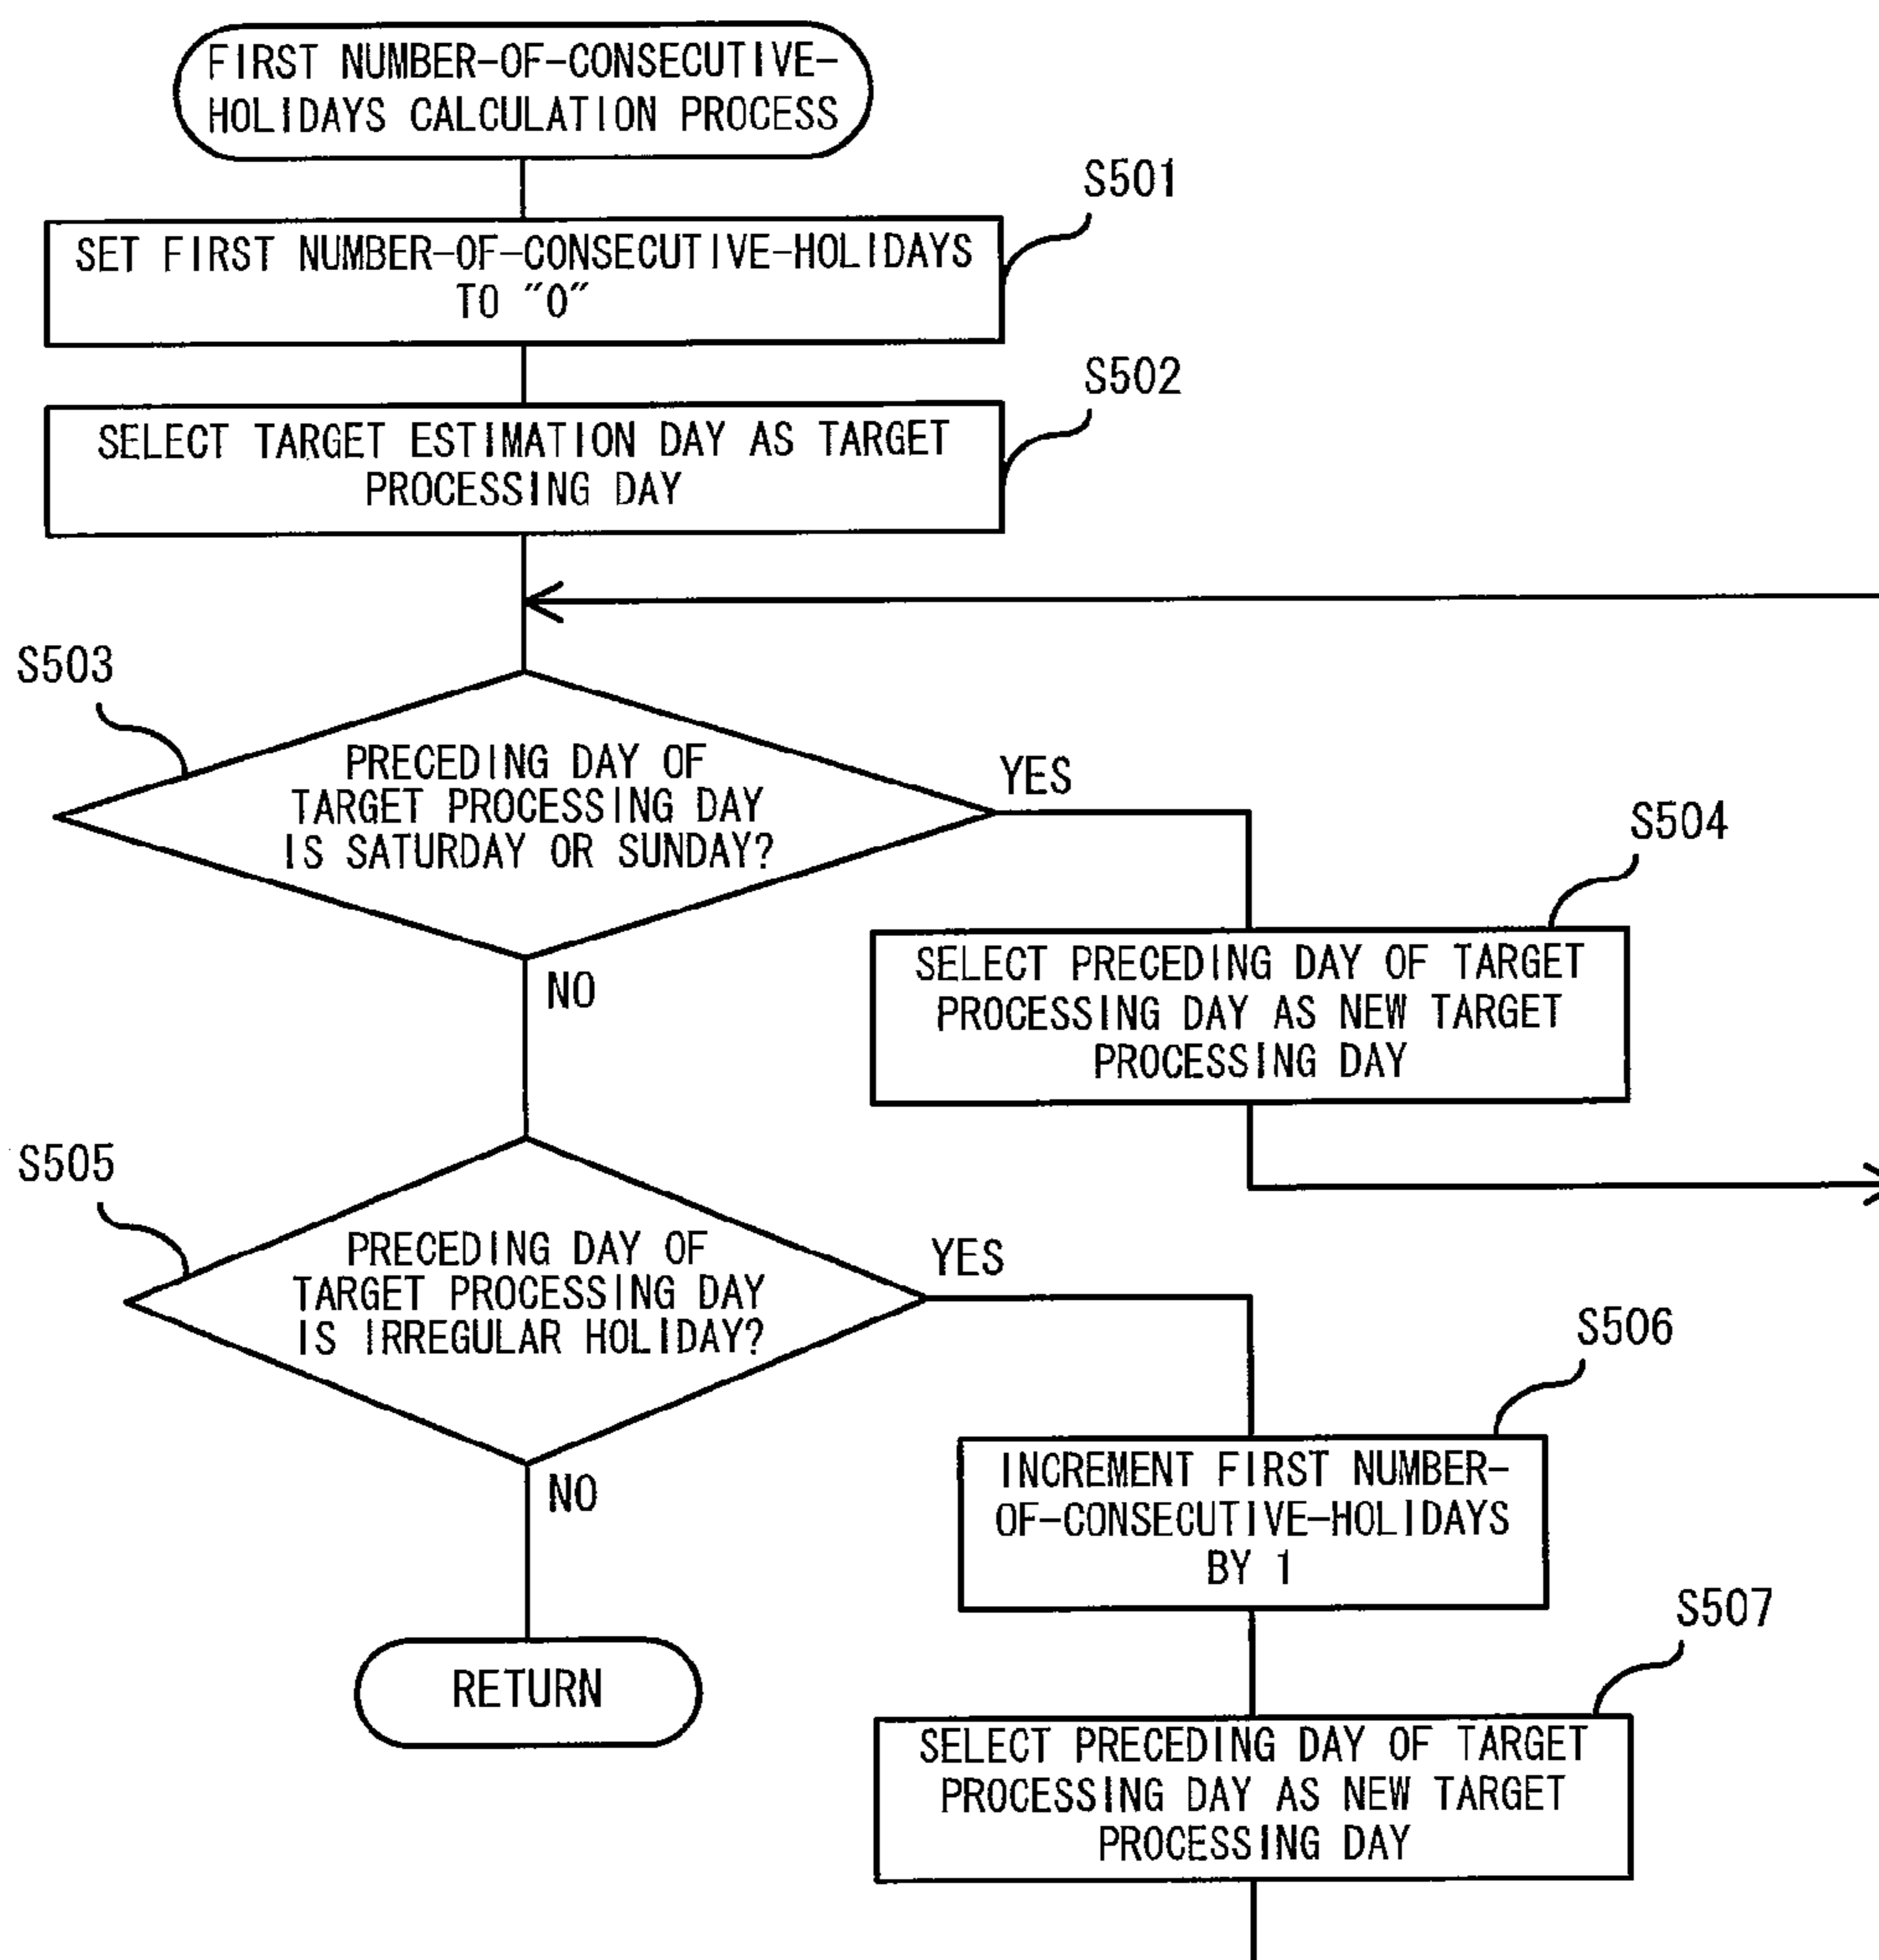 FIRST NUMBER-OF-CONSECUTIVE-
HOLIDAYS CALCULATION PROCESS
S501
SET FIRST NUMBER-OF-CONSECUTIVE-HOLIDAYS
TO "0"
S502
SELECT TARGET ESTIMATION DAY AS TARGET
PROCESSING DAY
S503
PRECEDING DAY OF
TARGET PROCESSING DAY
IS SATURDAY OR SUNDAY?
YES
NO
S504
SELECT PRECEDING DAY OF TARGET
PROCESSING DAY AS NEW TARGET
PROCESSING DAY
S505
PRECEDING DAY OF
TARGET PROCESSING DAY
IS IRREGULAR HOLIDAY?
YES
NO
S506
INCREMENT FIRST NUMBER-
OF-CONSECUTIVE-HOLIDAYS
BY 1
RETURN
S507
SELECT PRECEDING DAY OF TARGET
PROCESSING DAY AS NEW TARGET
PROCESSING DAY